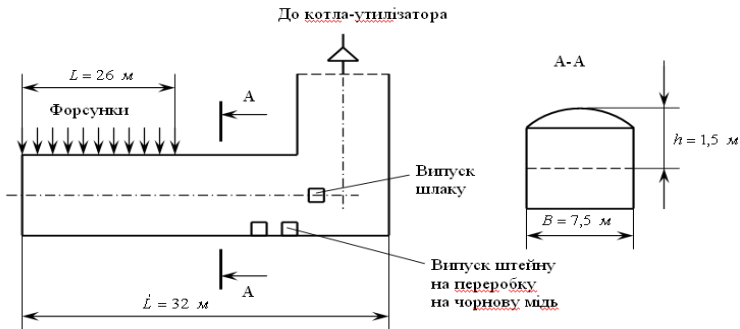 До котла-утилізатора
L = 26 м
А-А
Форсунки
А
h = 1,5 м
Випуск
шлаку
B = 7,5 м
Випуск штейну
на переробку
на чорнову мідь
А
L̇ = 32 м